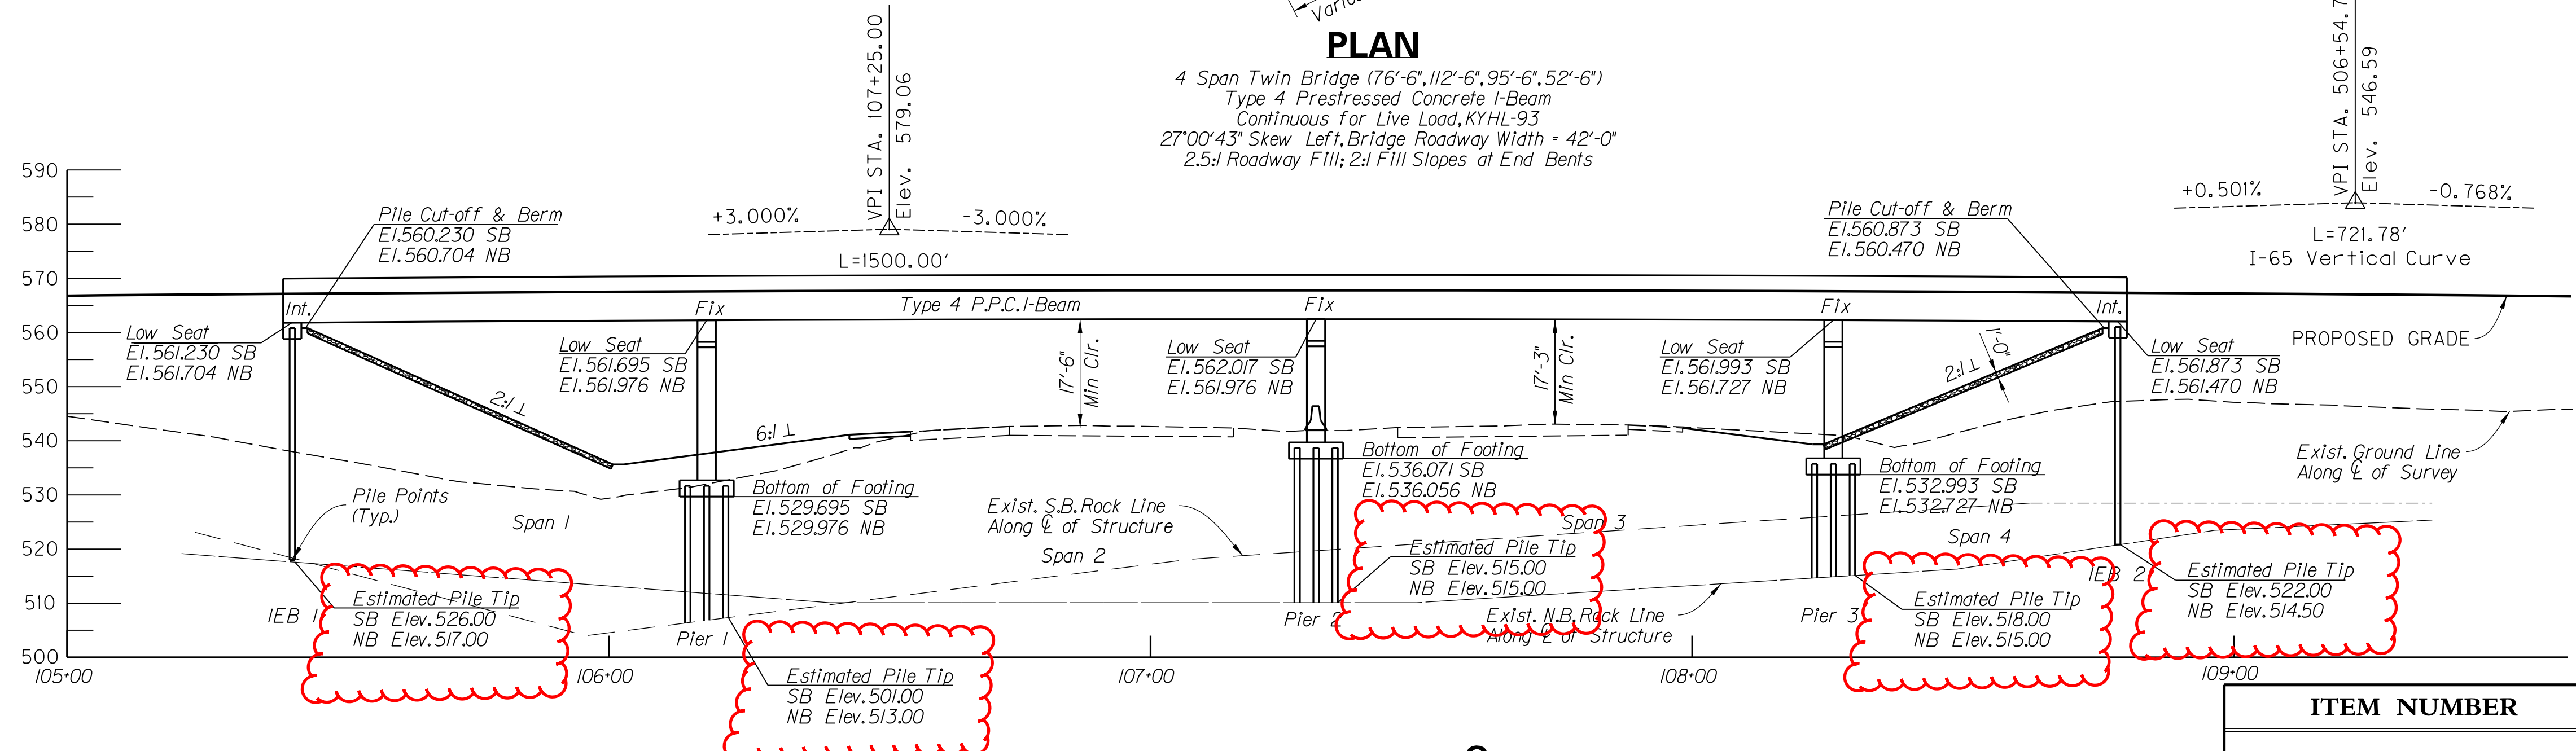 PLAN
4 Span Twin Bridge (76'-6",112'-6",95'-6",52'-6")
Type 4 Prestressed Concrete I-Beam
Continuous for Live Load,KYHL-93
27°00'43" Skew Left,Bridge Roadway Width = 42'-0"
2.5:1 Roadway Fill; 2:1 Fill Slopes at End Bents
VPI STA. 107+25.00
Elev. 579.06
+3.000%
-3.000%
L=1500.00'
VPI STA. 506+54.7
Elev. 546.59
+0.501%
-0.768%
L=721.78'
I-65 Vertical Curve
590
580
570
560
550
540
530
520
510
500
Pile Cut-off & Berm
El.560.230 SB
El.560.704 NB
Pile Cut-off & Berm
El.560.873 SB
El.560.470 NB
Int.
Fix
Type 4 P.P.C.I-Beam
Fix
Fix
Int.
Low Seat
El.561.230 SB
El.561.704 NB
Low Seat
El.561.695 SB
El.561.976 NB
17'-6"
Min Clr.
Low Seat
El.562.017 SB
El.561.976 NB
17'-3"
Min Clr.
Low Seat
El.561.993 SB
El.561.727 NB
1'-0"
Low Seat
El.561.873 SB
El.561.470 NB
PROPOSED GRADE
2:1
6:1
2:1
Exist. Ground Line
Along ℄ of Survey
Pile Points
(Typ.)
Span 1
Bottom of Footing
El.529.695 SB
El.529.976 NB
Exist. S.B. Rock Line
Along ℄ of Structure
Span 2
Bottom of Footing
El.536.071 SB
El.536.056 NB
Span 3
Bottom of Footing
El.532.993 SB
El.532.727 NB
Span 4
IEB 1
Estimated Pile Tip
SB Elev.526.00
NB Elev.517.00
Pier 1
Estimated Pile Tip
SB Elev.501.00
NB Elev.513.00
Pier 2
Estimated Pile Tip
SB Elev.515.00
NB Elev.515.00
Exist. N.B. Rock Line
Along ℄ of Structure
Pier 3
Estimated Pile Tip
SB Elev.518.00
NB Elev.515.00
IEB 2
Estimated Pile Tip
SB Elev.522.00
NB Elev.514.50
105+00
106+00
107+00
108+00
109+00
ITEM NUMBER